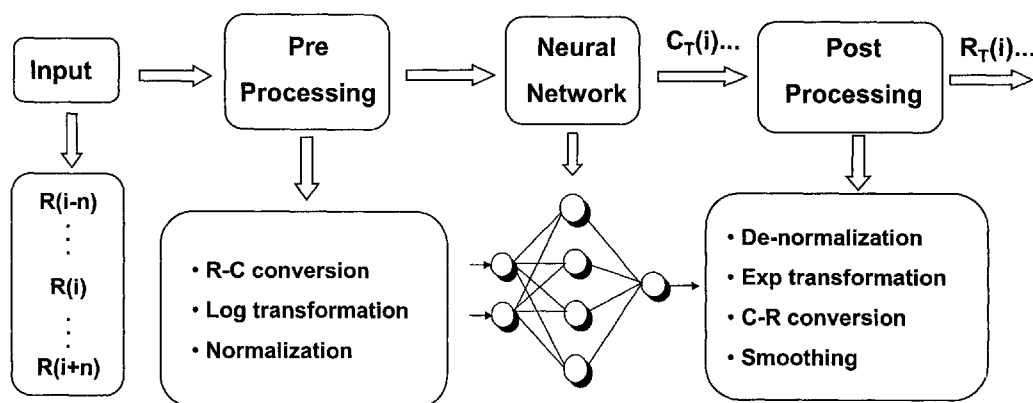 Input
Pre
Processing
Neural
Network
C_T(i)...
Post
Processing
R_T(i)...
R(i-n)
⋮
R(i)
⋮
R(i+n)
• R-C conversion
• Log transformation
• Normalization
• De-normalization
• Exp transformation
• C-R conversion
• Smoothing